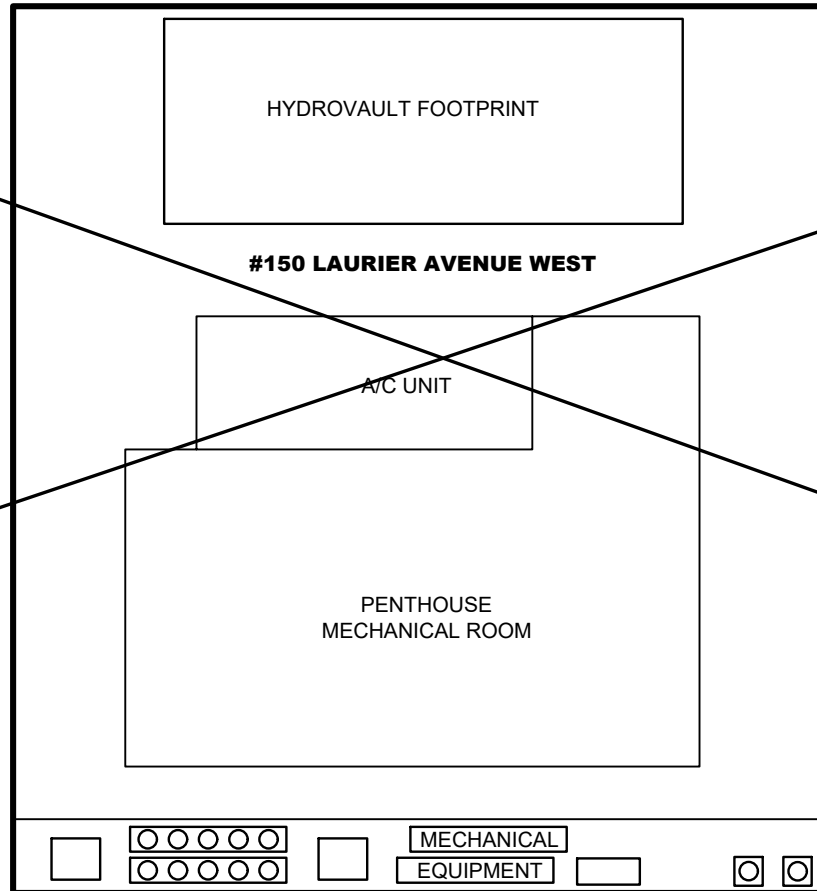 HYDROVAULT FOOTPRINT
#150 LAURIER AVENUE WEST
A/C UNIT
PENTHOUSE
MECHANICAL ROOM
MECHANICAL
EQUIPMENT